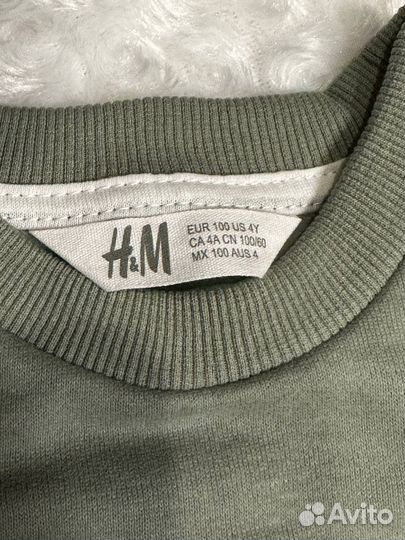 H&M
EUR 100 US 4Y
CA 4A CN 100/60
MX 100 AUS 4
Avito